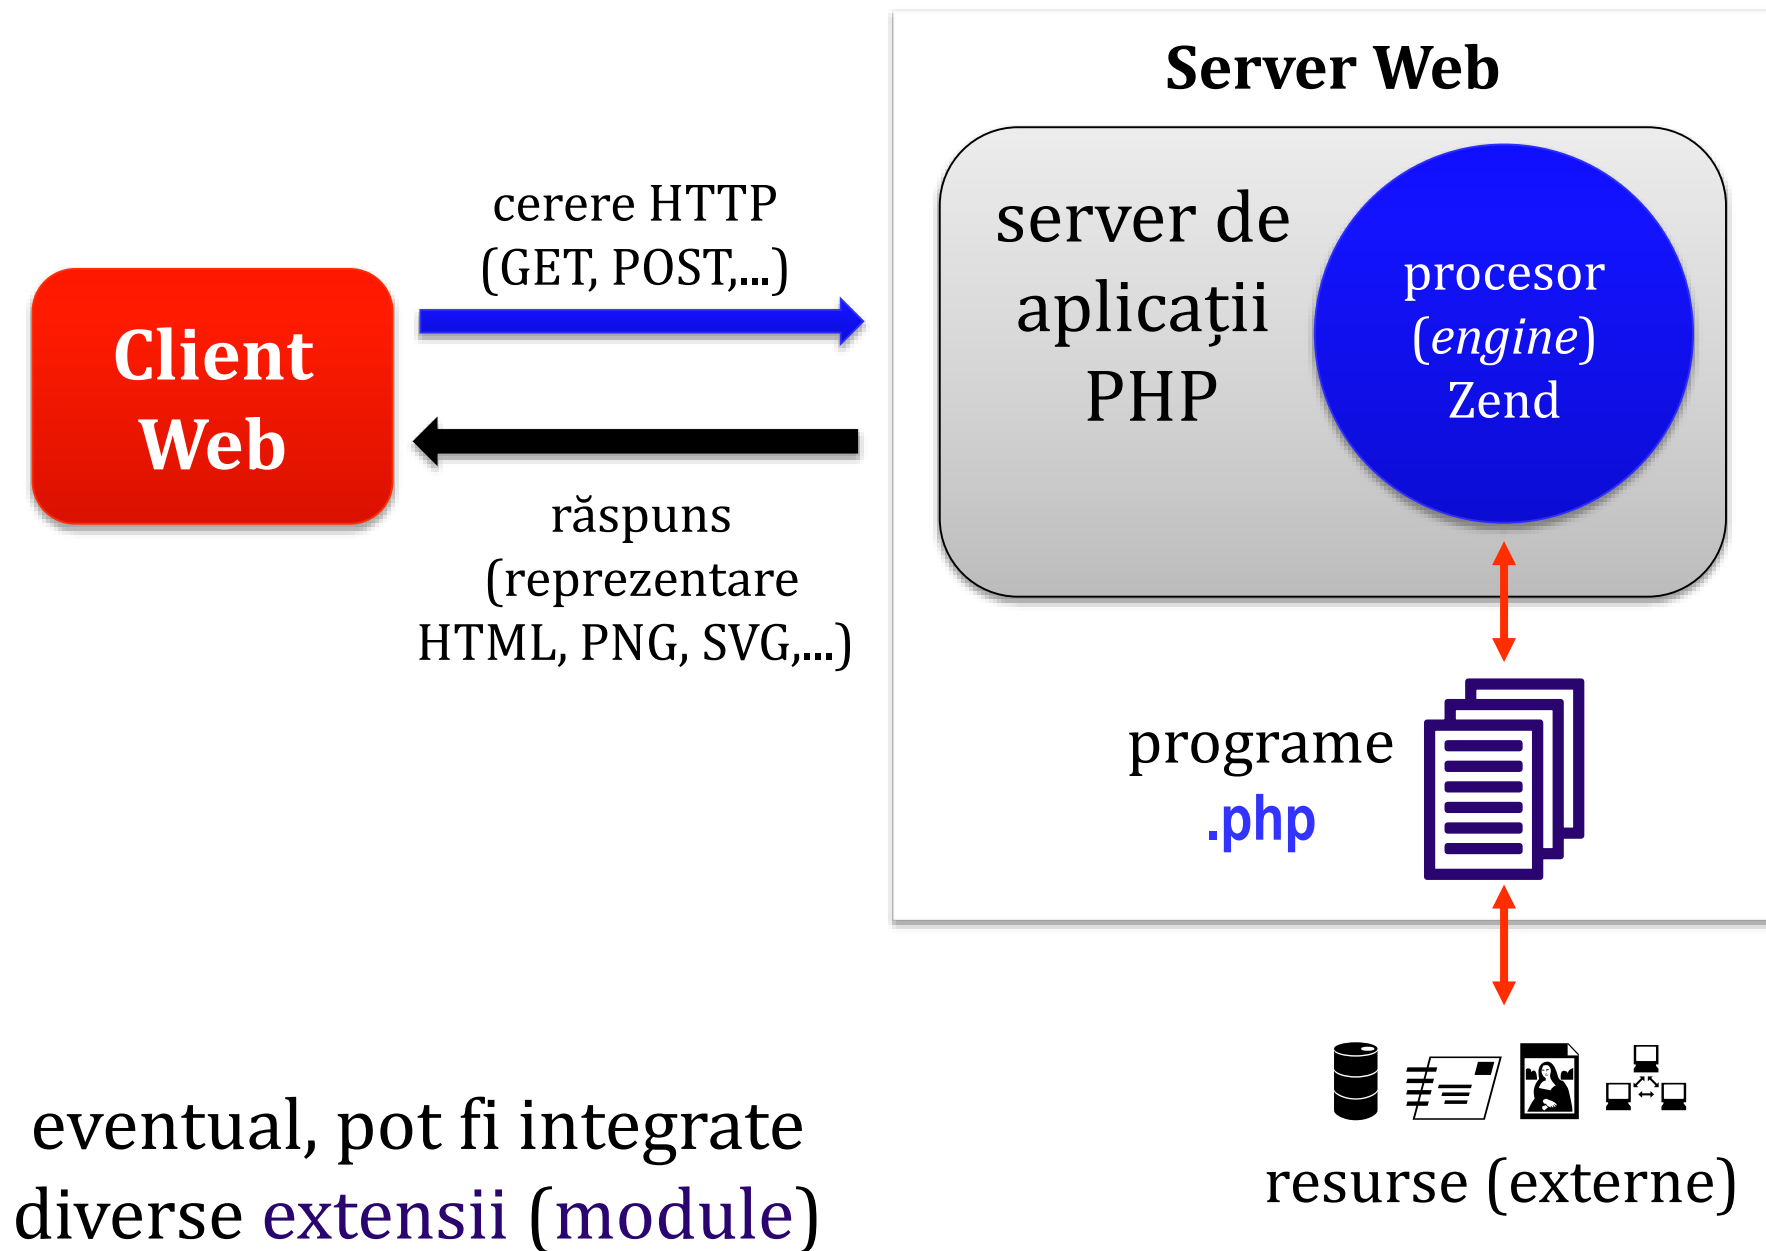 Server Web
cerere HTTP
(GET, POST,...)
Client
Web
server de
aplicații
PHP
procesor
(engine)
Zend
răspuns
(reprezentare
HTML, PNG, SVG,...)
programe
.php
eventual, pot fi integrate
diverse extensii (module)
resurse (externe)